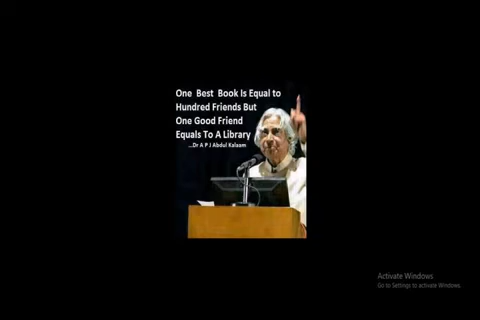 One Best Book Is Equal to
Hundred Friends But
One Good Friend
Equals To A Library
...Dr A P J Abdul Kalaam
Activate Windows
Go to Settings to activate Windows.